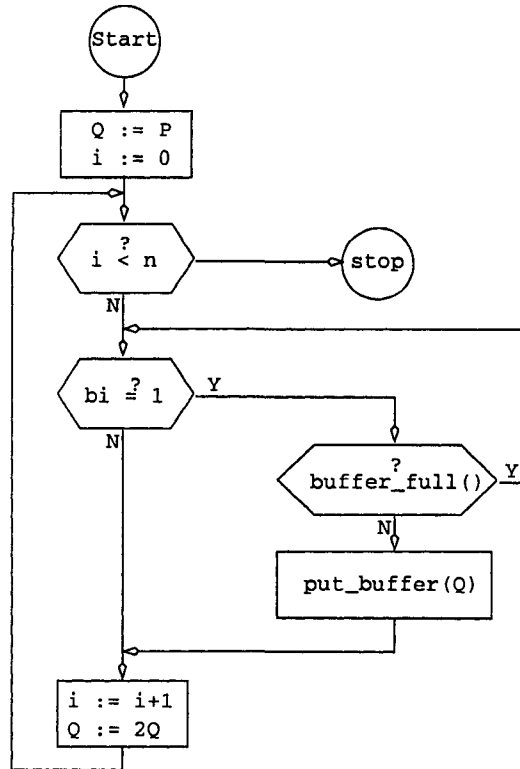 Start
Q := P
i := 0
?
i < n
stop
N
?
bi = 1
Y
N
?
buffer_full()
Y
N
put_buffer(Q)
i := i+1
Q := 2Q